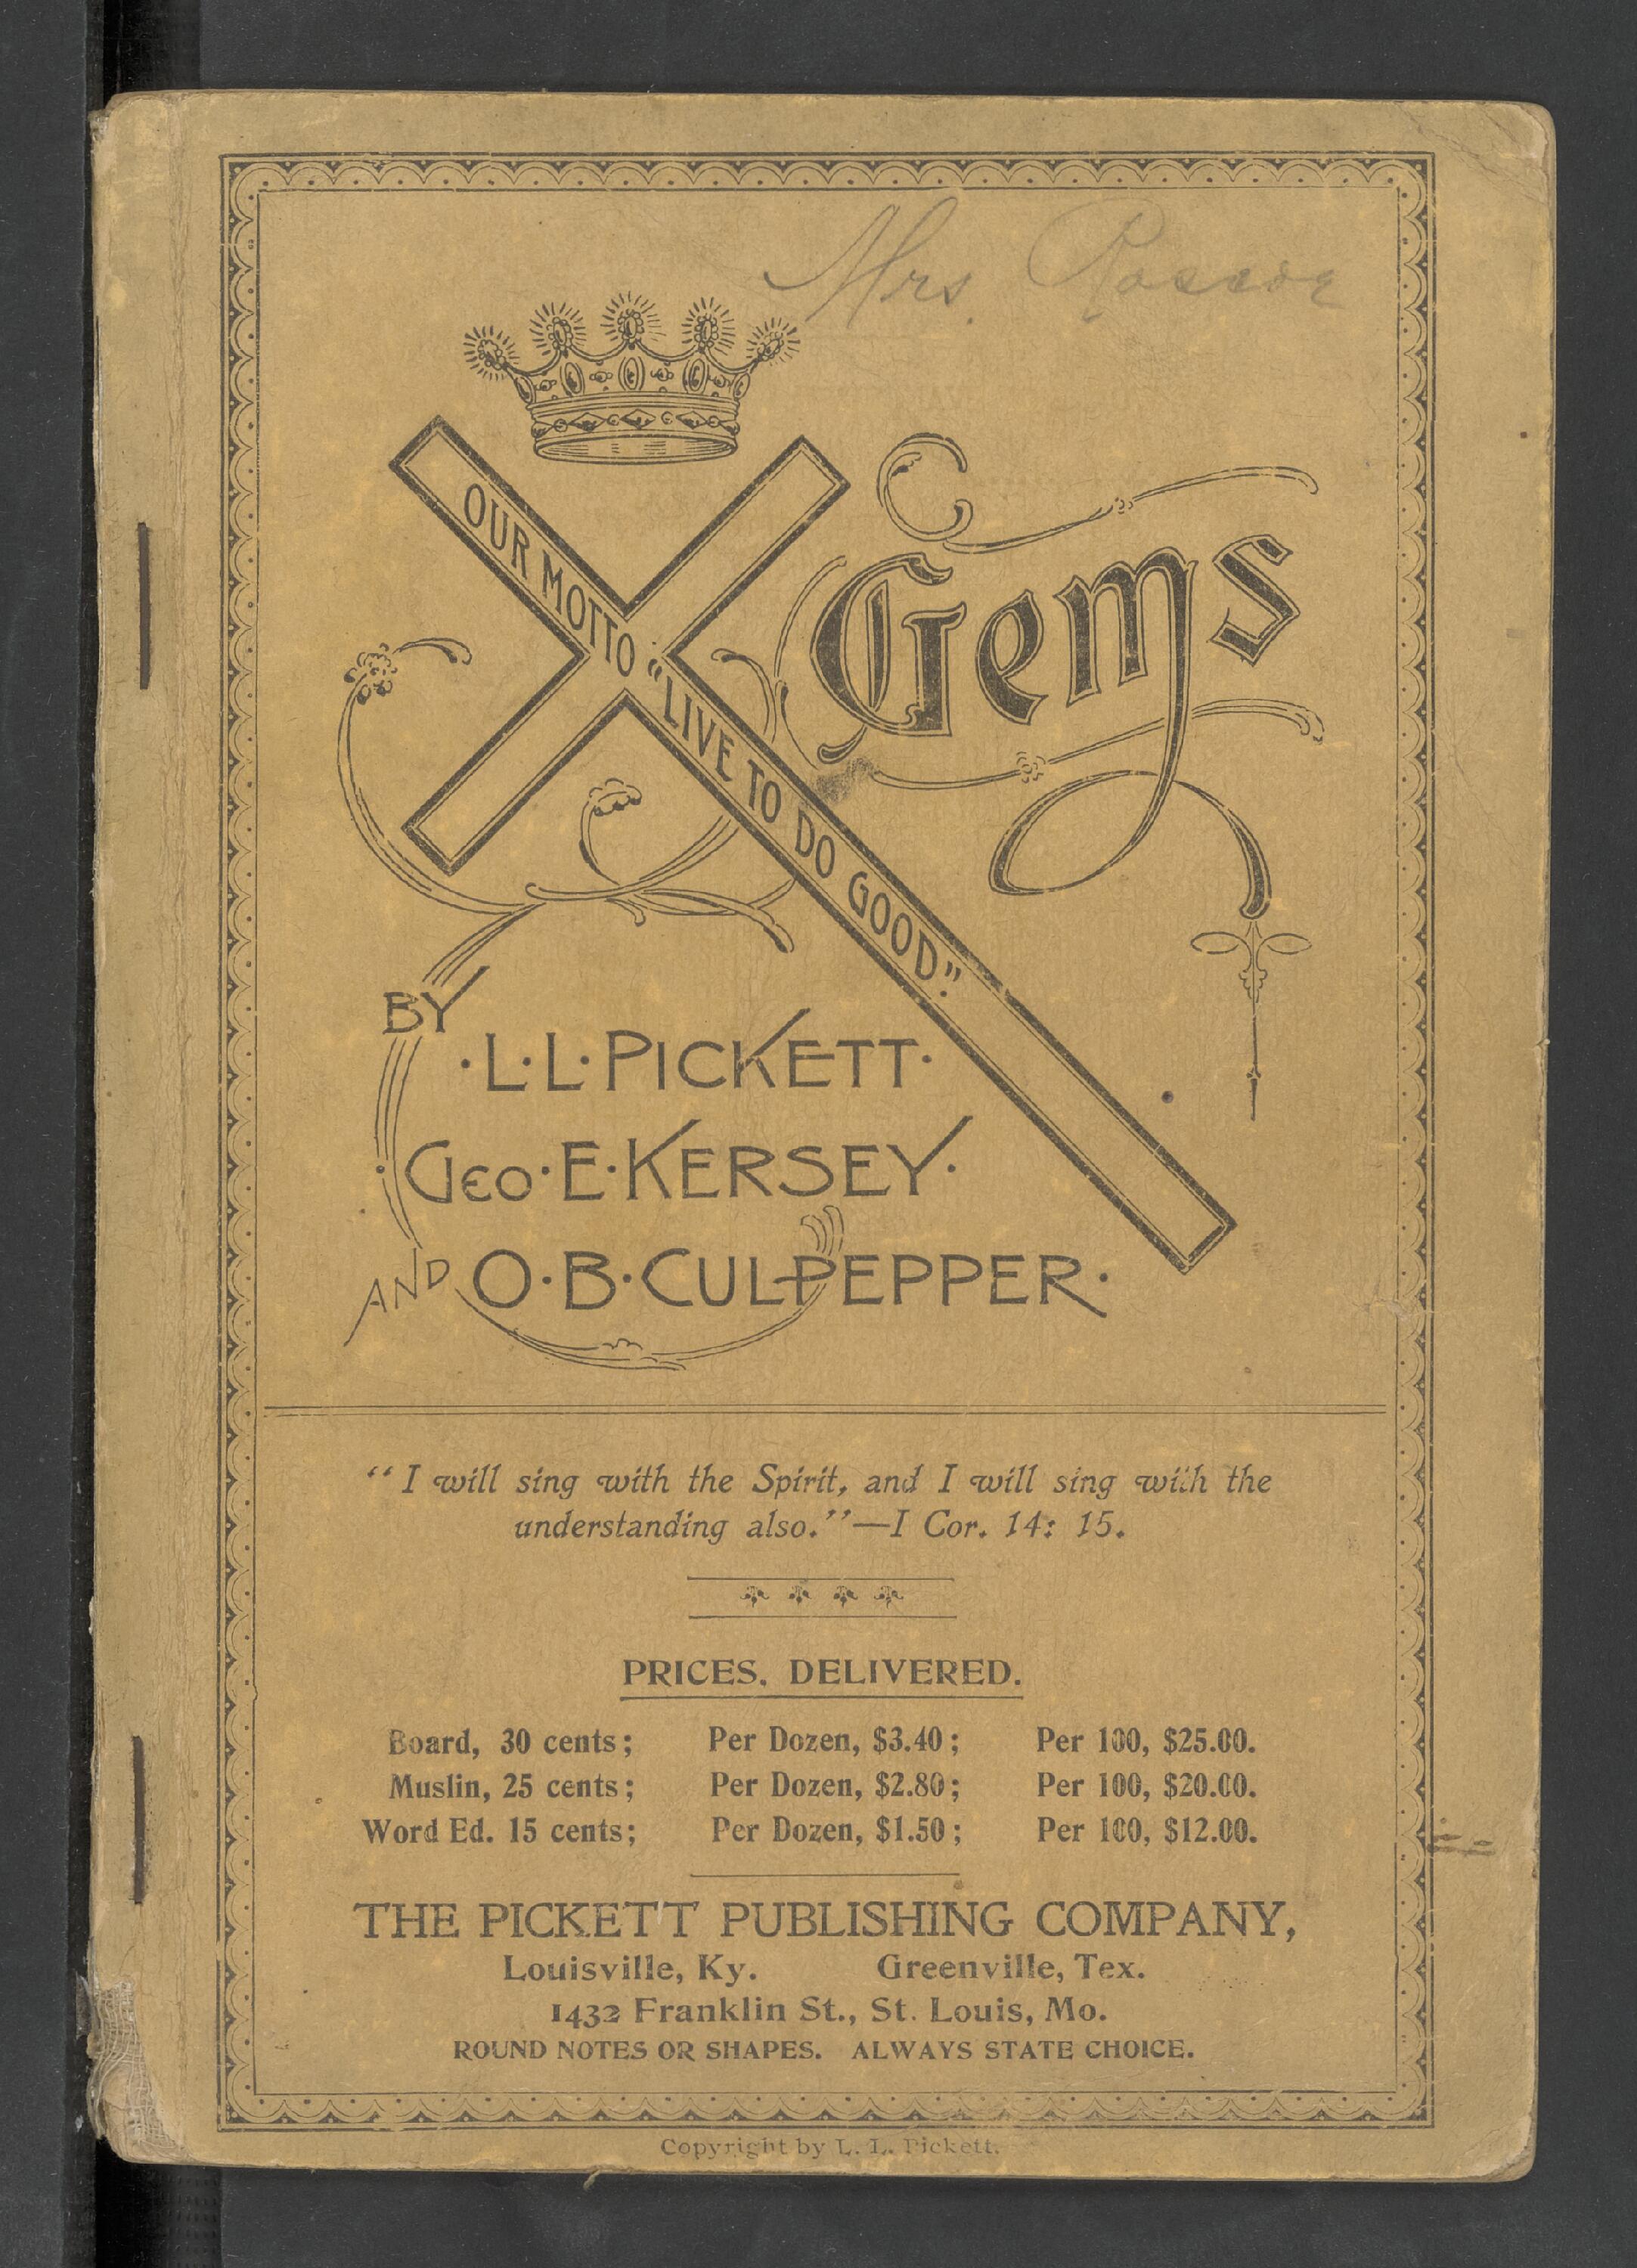 Mrs. Roscoe
OUR MOTTO "LIVE TO DO GOOD."
Gems
BY
·L·L·PICKETT·
·GEO·E·KERSEY·
AND O·B·CULPEPPER·
"I will sing with the Spirit, and I will sing with the
understanding also."—I Cor. 14: 15.
PRICES, DELIVERED.
Board, 30 cents; Per Dozen, $3.40; Per 100, $25.00.
Muslin, 25 cents; Per Dozen, $2.80; Per 100, $20.00.
Word Ed. 15 cents; Per Dozen, $1.50; Per 100, $12.00.
THE PICKETT PUBLISHING COMPANY,
Louisville, Ky. Greenville, Tex.
1432 Franklin St., St. Louis, Mo.
ROUND NOTES OR SHAPES. ALWAYS STATE CHOICE.
Copyright by L. L. Pickett.